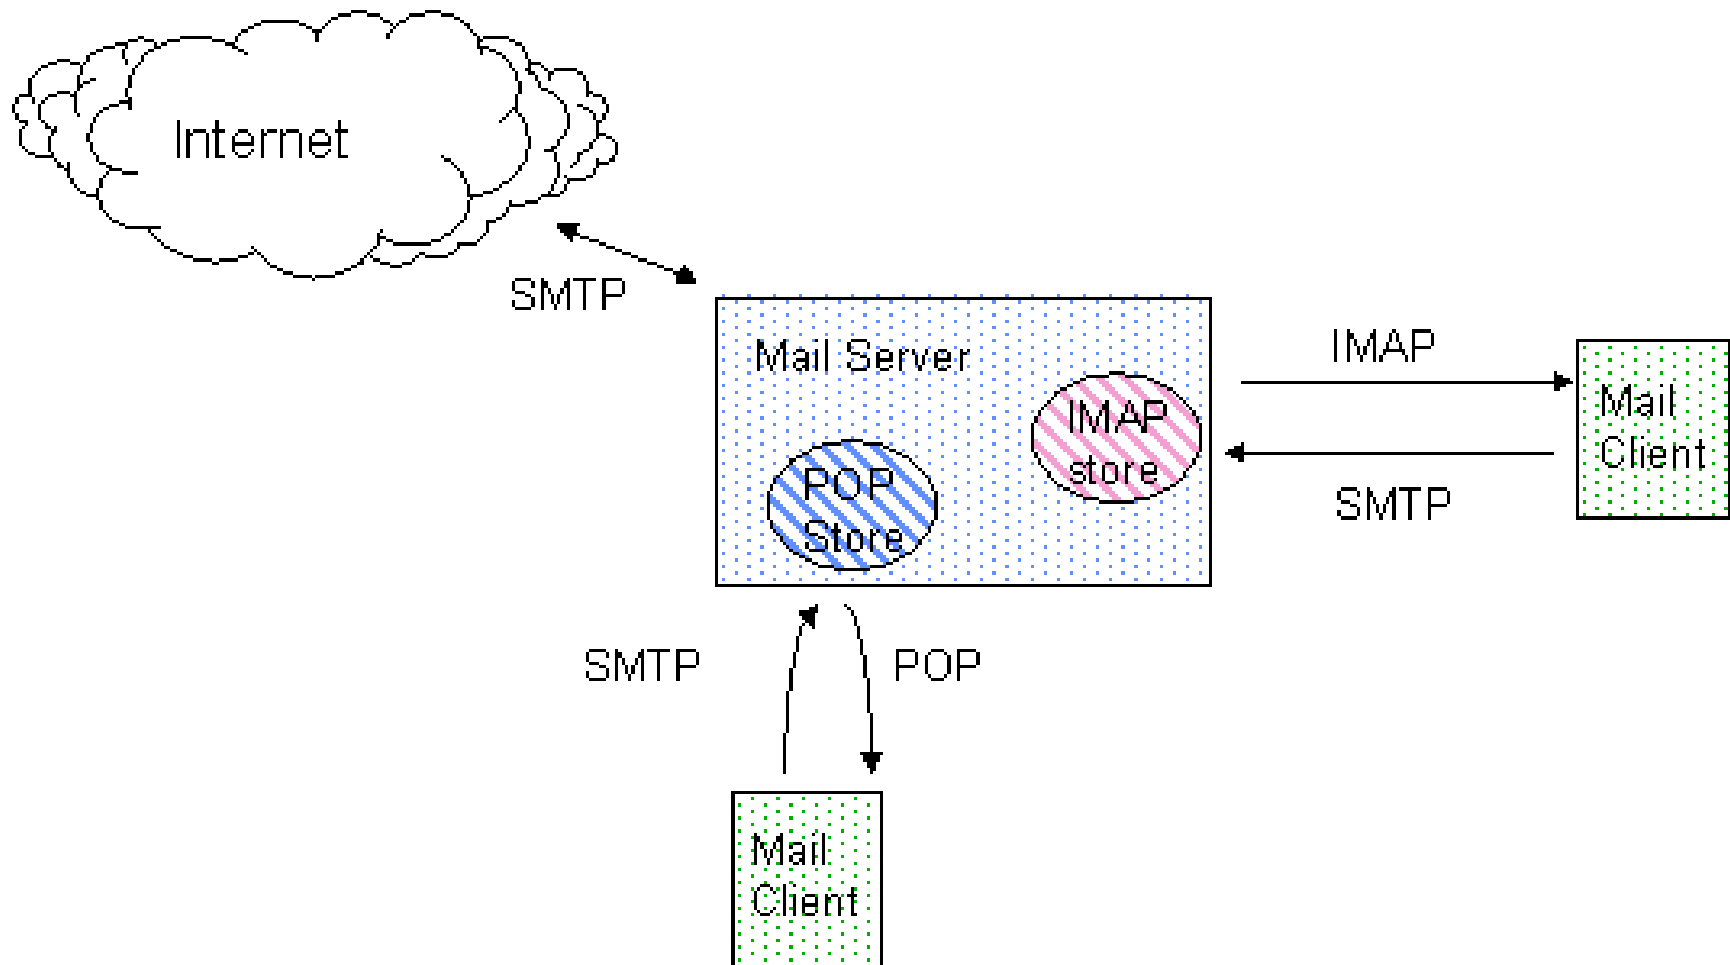 Internet
SMTP
Mail Server
IMAP
store
POP
Store
IMAP
SMTP
Mail
Client
SMTP
POP
Mail
Client